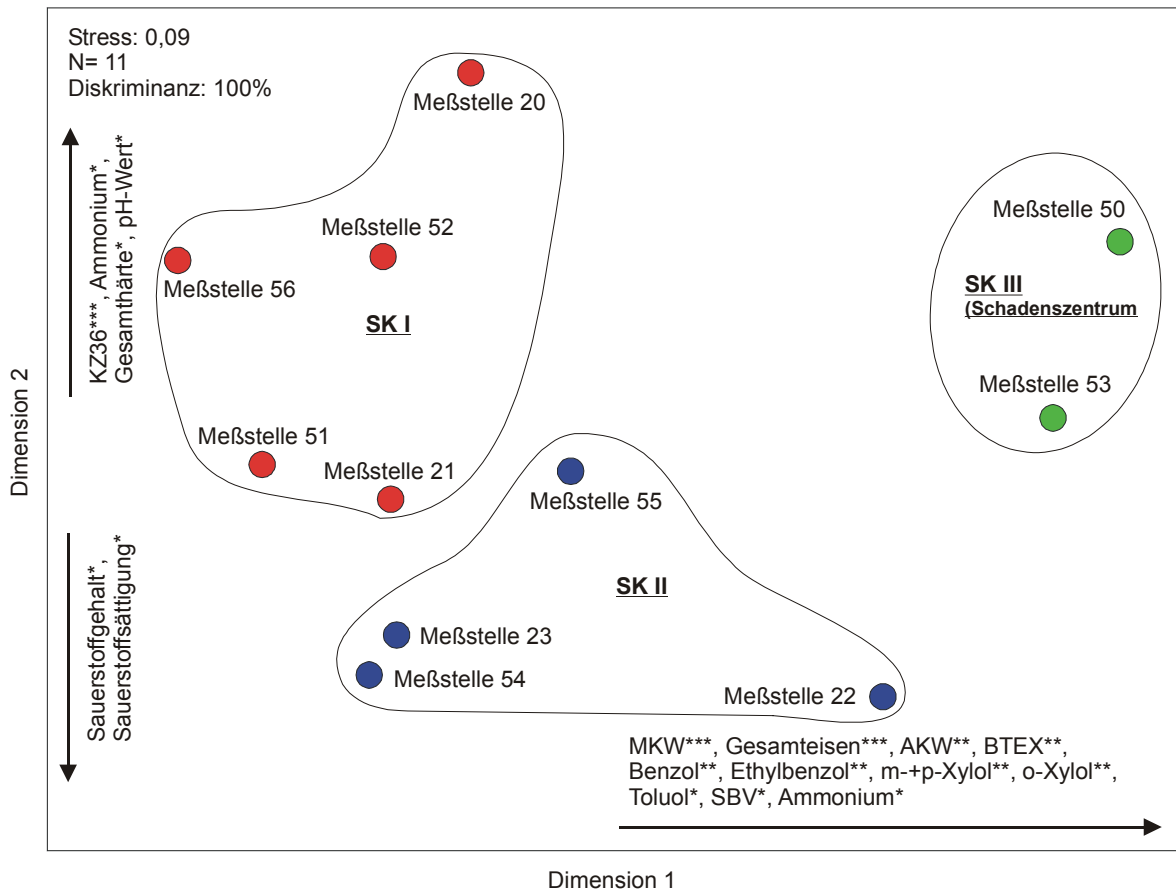 Stress: 0,09
N= 11
Diskriminanz: 100%
Meßstelle 20
KZ36***, Ammonium*,
Gesamthärte*, pH-Wert*
Meßstelle 50
Meßstelle 52
Meßstelle 56
SK III
(Schadenszentrum
SK I
Meßstelle 53
Dimension 2
Meßstelle 51
Meßstelle 21
Meßstelle 55
Sauerstoffgehalt*,
Sauerstoffsättigung*
SK II
Meßstelle 23
Meßstelle 54
Meßstelle 22
MKW***, Gesamteisen***, AKW**, BTEX**,
Benzol**, Ethylbenzol**, m-+p-Xylol**, o-Xylol**,
Toluol*, SBV*, Ammonium*
Dimension 1